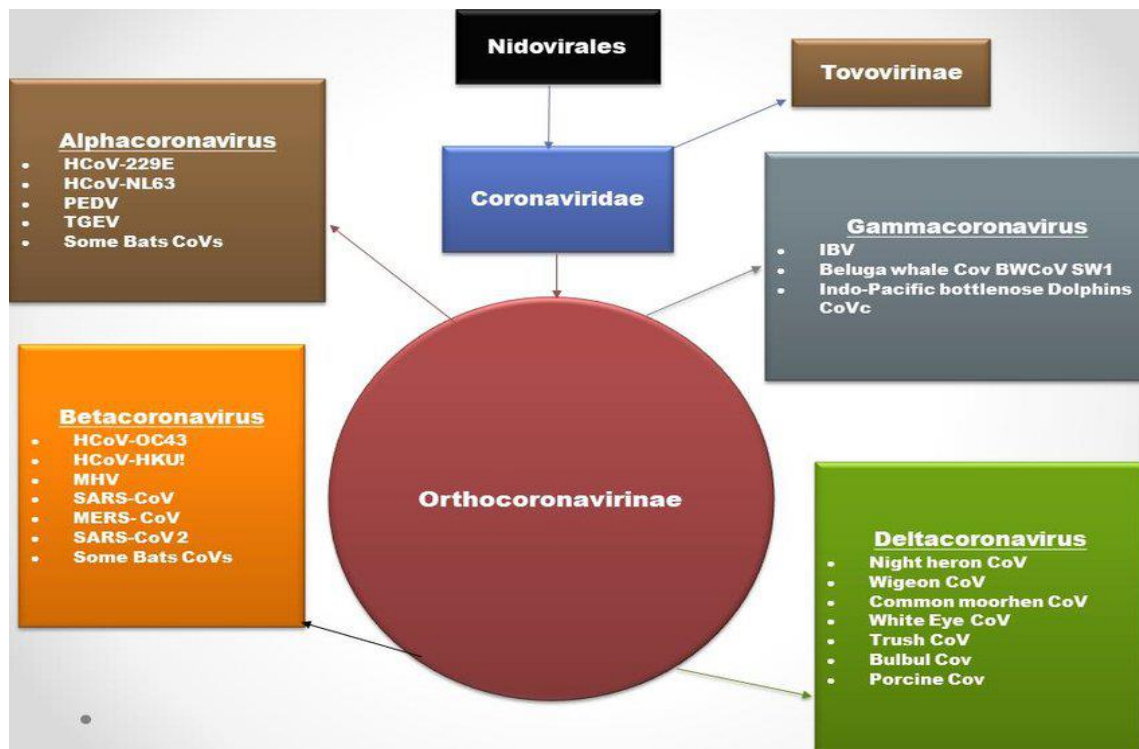 Nidovirales
Tovovirinae
Coronaviridae
Alphacoronavirus
• HCoV-229E
• HCoV-NL63
• PEDV
• TGEV
• Some Bats CoVs
Gammacoronavirus
• IBV
• Beluga whale Cov BWCoV SW1
• Indo-Pacific bottlenose Dolphins
CoVc
Betacoronavirus
• HCoV-OC43
• HCoV-HKU!
• MHV
• SARS-CoV
• MERS- CoV
• SARS-CoV 2
• Some Bats CoVs
Orthocoronavirinae
Deltacoronavirus
• Night heron CoV
• Wigeon CoV
• Common moorhen CoV
• White Eye CoV
• Trush CoV
• Bulbul Cov
• Porcine Cov